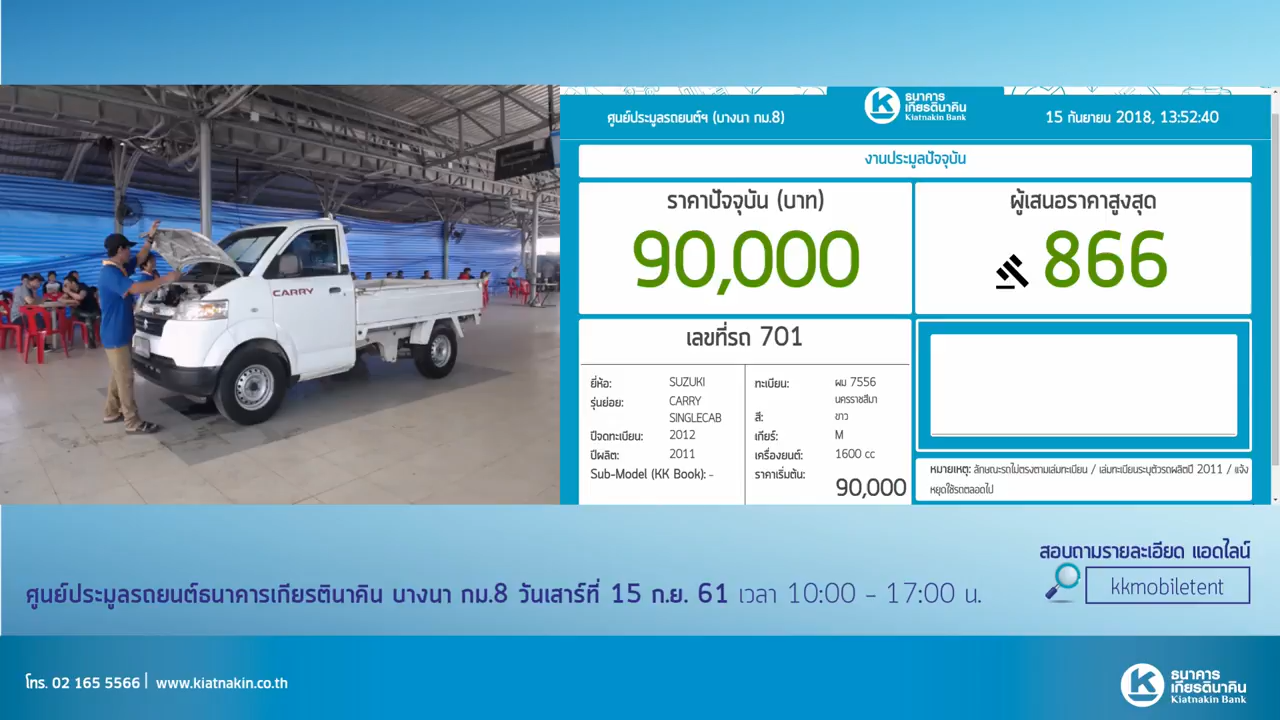 ศูนย์ประมูลรถยนต์ฯ (บางนา กม.8)
ธนาคาร
เกียรตินาคิน
Kiatnakin Bank
15 กันยายน 2018, 13:52:40
งานประมูลปัจจุบัน
ราคาปัจจุบัน (บาท)
90,000
ผู้เสนอราคาสูงสุด
866
เลขที่รถ 701
ยี่ห้อ: SUZUKI
รุ่นย่อย: CARRY
SINGLECAB
ปีจดทะเบียน: 2012
ปีผลิต: 2011
Sub-Model (KK Book): -
ทะเบียน: ผม 7556
นครราชสีมา
สี: ขาว
เกียร์: M
เครื่องยนต์: 1600 cc
ราคาเริ่มต้น: 90,000
หมายเหตุ: ลักษณะรถไม่ตรงตามเล่มทะเบียน / เล่มทะเบียนระบุตัวรถผลิตปี 2011 / แจ้ง
หยุดใช้รถตลอดไป
CARRY
สอบถามรายละเอียด แอดไลน์
kkmobiletent
ศูนย์ประมูลรถยนต์ธนาคารเกียรตินาคิน บางนา กม.8 วันเสาร์ที่ 15 ก.ย. 61 เวลา 10:00 - 17:00 น.
โทร. 02 165 5566 | www.kiatnakin.co.th
ธนาคาร
เกียรตินาคิน
Kiatnakin Bank